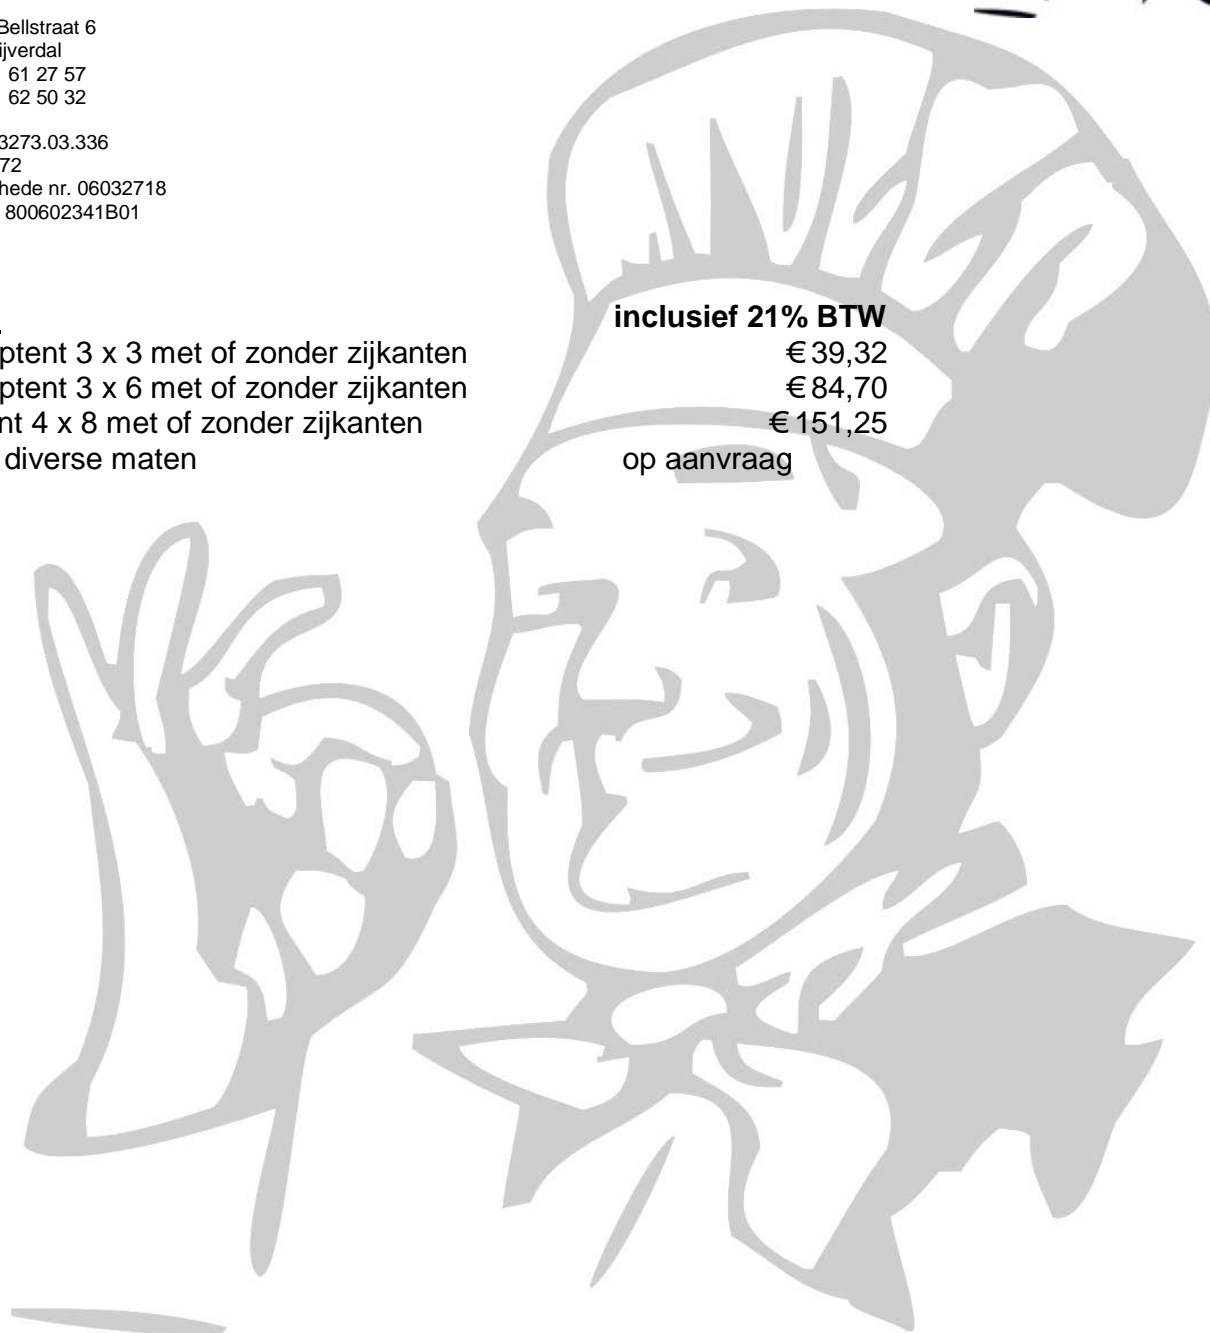 Bellstraat 6
ijverdal
61 27 57
62 50 32
3273.03.336
72
hede nr. 06032718
800602341B01
inclusief 21% BTW
ptent 3 x 3 met of zonder zijkanten € 39,32
ptent 3 x 6 met of zonder zijkanten € 84,70
nt 4 x 8 met of zonder zijkanten € 151,25
diverse maten op aanvraag